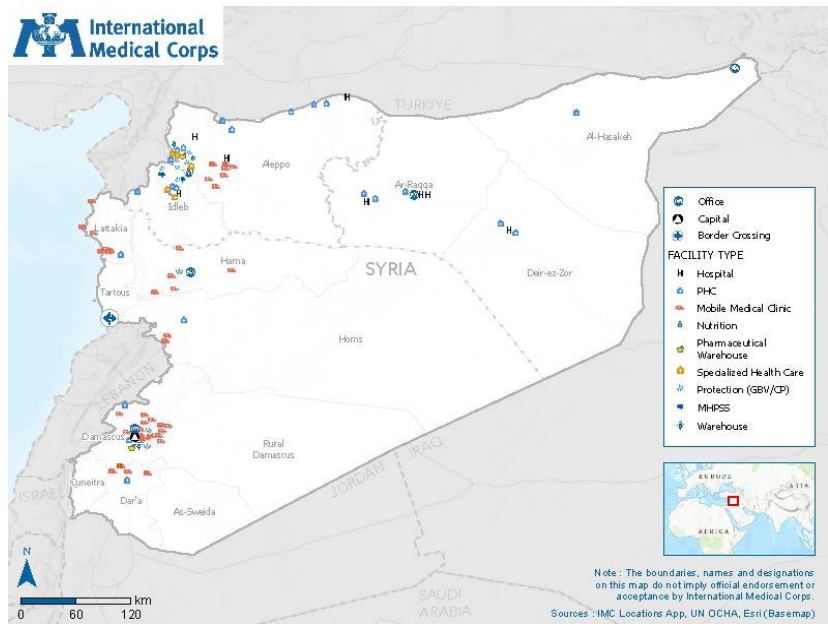 International
Medical Corps
TURKIYE
H
H
Aleppo
H
Al-Hasakeh
Ar-Raqqa
H
H H
Idleb
H
Lattakia
Hama
SYRIA
H
Deir-ez-Zor
Tartous
Homs
LEBANON
Damascus
Rural
Damascus
IRAQ
JORDAN
ISRAEL
Cuneitra
Dar'a
As-Sweida
SAUDI
ARABIA
Office
Capital
Border Crossing
FACILITY TYPE
H Hospital
PHC
Mobile Medical Clinic
Nutrition
Pharmaceutical
Warehouse
Specialized Health Care
Protection (GBV/CP)
MHPSS
Warehouse
EUROPE
ASIA
AFRICA
N
km
0 60 120
Note : The boundaries, names and designations
on this map do not imply official endorsement or
acceptance by International Medical Corps.
Sources : IMC Locations App, UN OCHA, Esri (Basemap)